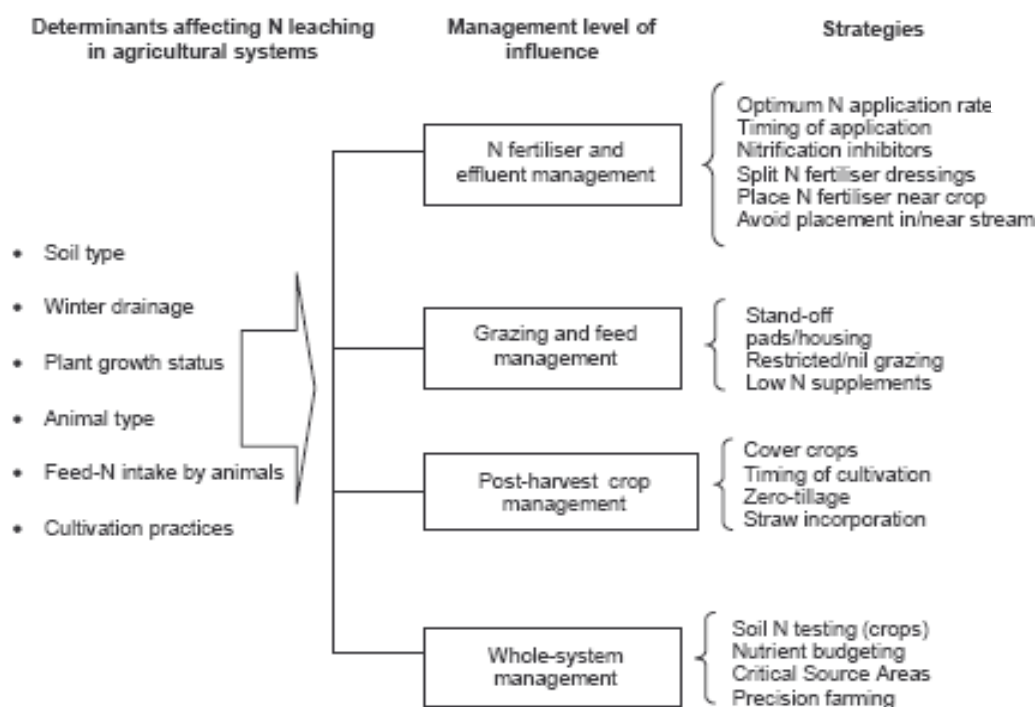 Determinants affecting N leaching
in agricultural systems
Management level of
influence
Strategies
• Soil type
• Winter drainage
• Plant growth status
• Animal type
• Feed-N intake by animals
• Cultivation practices
N fertiliser and
effluent management
Optimum N application rate
Timing of application
Nitrification inhibitors
Split N fertiliser dressings
Place N fertiliser near crop
Avoid placement in/near stream
Grazing and feed
management
Stand-off
pads/housing
Restricted/nil grazing
Low N supplements
Post-harvest crop
management
Cover crops
Timing of cultivation
Zero-tillage
Straw incorporation
Whole-system
management
Soil N testing (crops)
Nutrient budgeting
Critical Source Areas
Precision farming